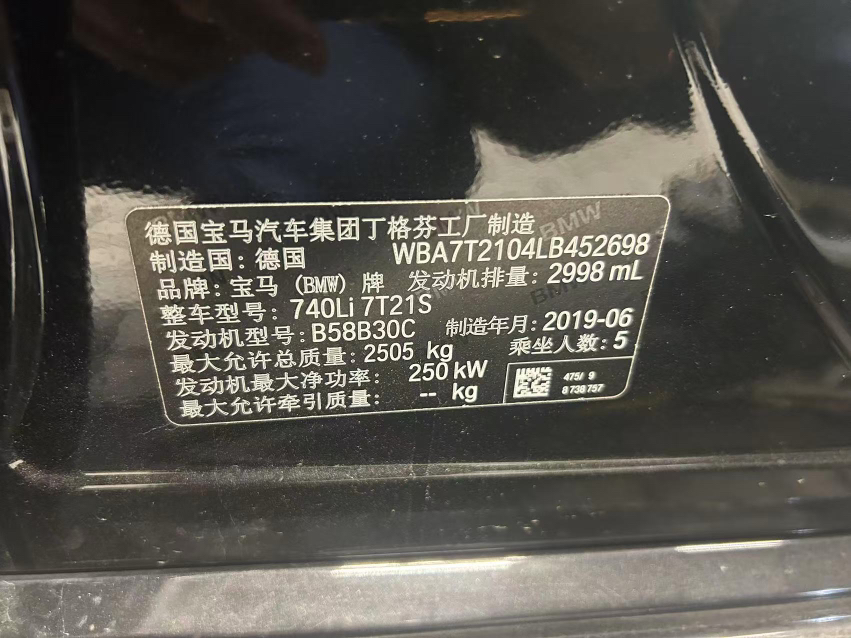 德国宝马汽车集团丁格芬工厂制造
制造国: 德国 WBA7T2104LB452698
品牌: 宝马 (BMW) 牌 发动机排量: 2998 mL
整车型号: 740Li 7T21S
发动机型号: B58B30C 制造年月: 2019-06
最大允许总质量: 2505 kg 乘坐人数: 5
发动机最大净功率: 250 kW
最大允许牵引质量: -- kg
475/ 9
8 738 757
BMW
BMW
BMW
BMW